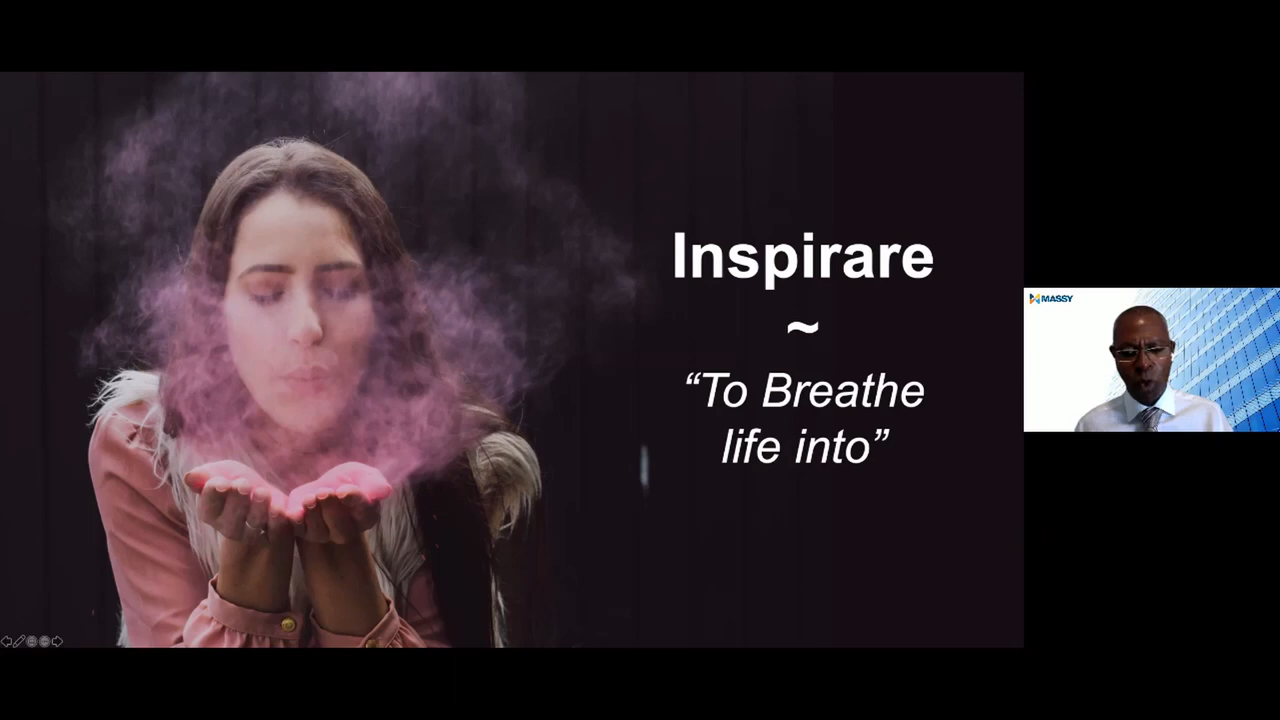 Inspirare
~
“To Breathe
life into”
MASSY